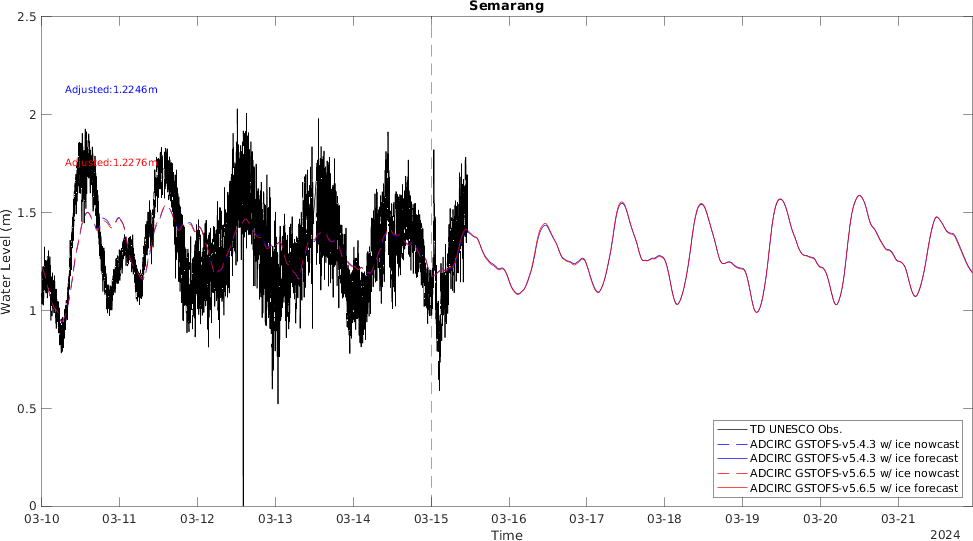 Semarang
2.5
2
1.5
1
0.5
0
Water Level (m)
Adjusted:1.2246m
Adjusted:1.2276m
TD UNESCO Obs.
ADCIRC GSTOFS-v5.4.3 w/ ice nowcast
ADCIRC GSTOFS-v5.4.3 w/ ice forecast
ADCIRC GSTOFS-v5.6.5 w/ ice nowcast
ADCIRC GSTOFS-v5.6.5 w/ ice forecast
03-10 03-11 03-12 03-13 03-14 03-15 03-16 03-17 03-18 03-19 03-20 03-21
Time
2024